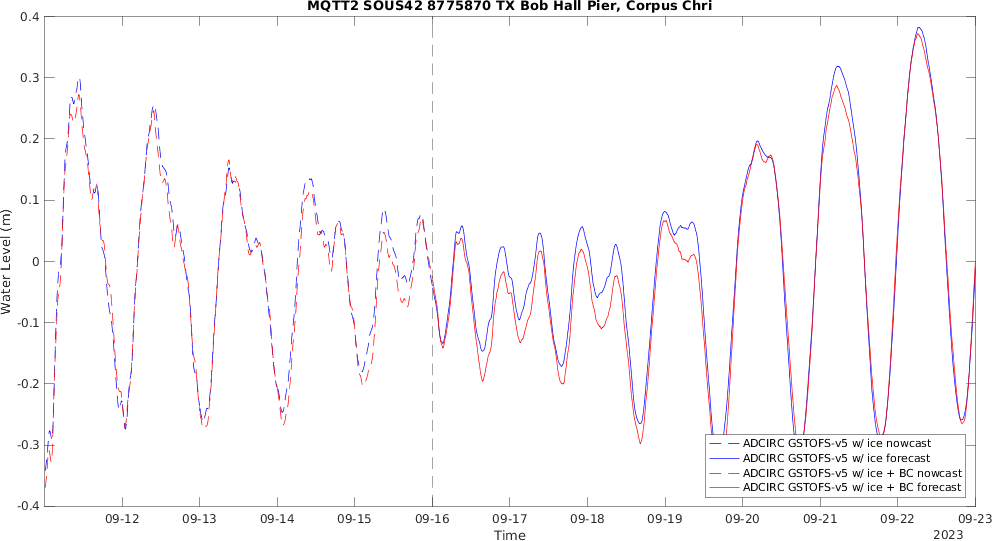 MQTT2 SOUS42 8775870 TX Bob Hall Pier, Corpus Chri
0.4
0.3
0.2
0.1
0
-0.1
-0.2
-0.3
-0.4
Water Level (m)
ADCIRC GSTOFS-v5 w/ ice nowcast
ADCIRC GSTOFS-v5 w/ ice forecast
ADCIRC GSTOFS-v5 w/ ice + BC nowcast
ADCIRC GSTOFS-v5 w/ ice + BC forecast
09-12 09-13 09-14 09-15 09-16 09-17 09-18 09-19 09-20 09-21 09-22 09-23
Time
2023